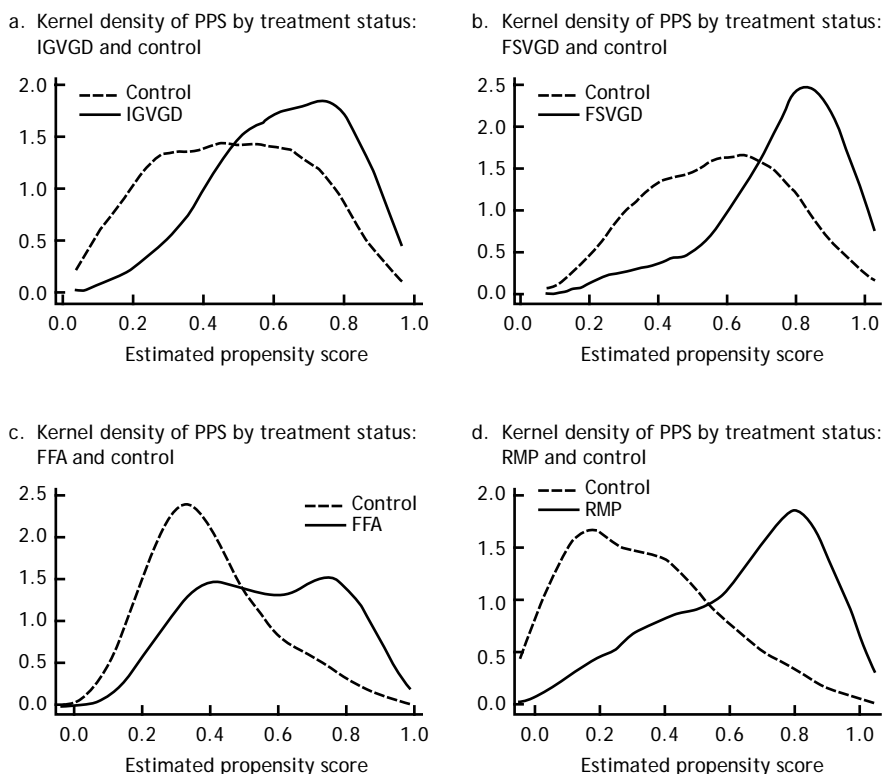 a. Kernel density of PPS by treatment status:
IGVGD and control
2.0
1.5
1.0
0.5
0.0
Control
IGVGD
0.0 0.2 0.4 0.6 0.8 1.0
Estimated propensity score
b. Kernel density of PPS by treatment status:
FSVGD and control
2.5
2.0
1.5
1.0
0.5
0.0
Control
FSVGD
0.0 0.2 0.4 0.6 0.8 1.0
Estimated propensity score
c. Kernel density of PPS by treatment status:
FFA and control
2.5
2.0
1.5
1.0
0.5
0.0
Control
FFA
0.0 0.2 0.4 0.6 0.8 1.0
Estimated propensity score
d. Kernel density of PPS by treatment status:
RMP and control
2.0
1.5
1.0
0.5
0.0
Control
RMP
0.0 0.2 0.4 0.6 0.8 1.0
Estimated propensity score